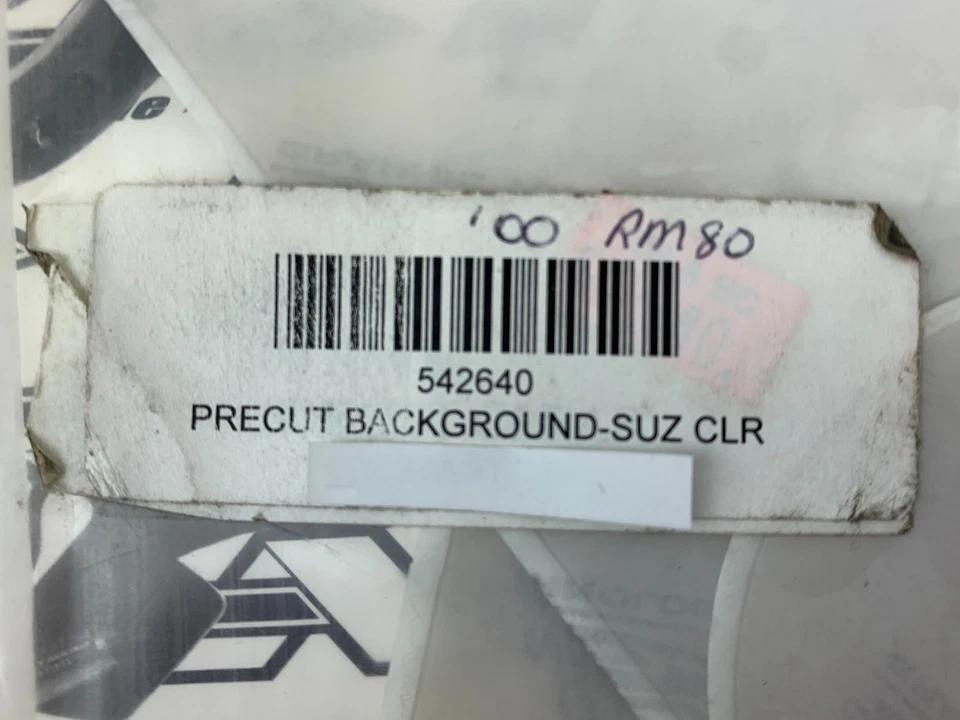 '00 RM80
542640
PRECUT BACKGROUND-SUZ CLR